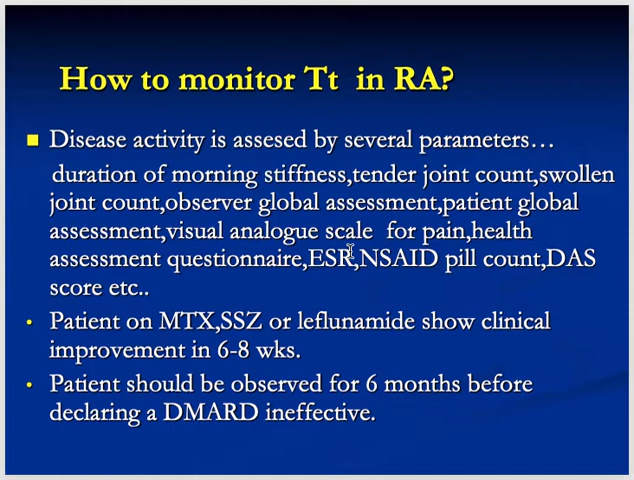 How to monitor Tt in RA?
Disease activity is assesed by several parameters…
duration of morning stiffness,tender joint count,swollen
joint count,observer global assessment,patient global
assessment,visual analogue scale for pain,health
assessment questionnaire,ESR,NSAID pill count,DAS
score etc..
Patient on MTX,SSZ or leflunamide show clinical
improvement in 6-8 wks.
Patient should be observed for 6 months before
declaring a DMARD ineffective.